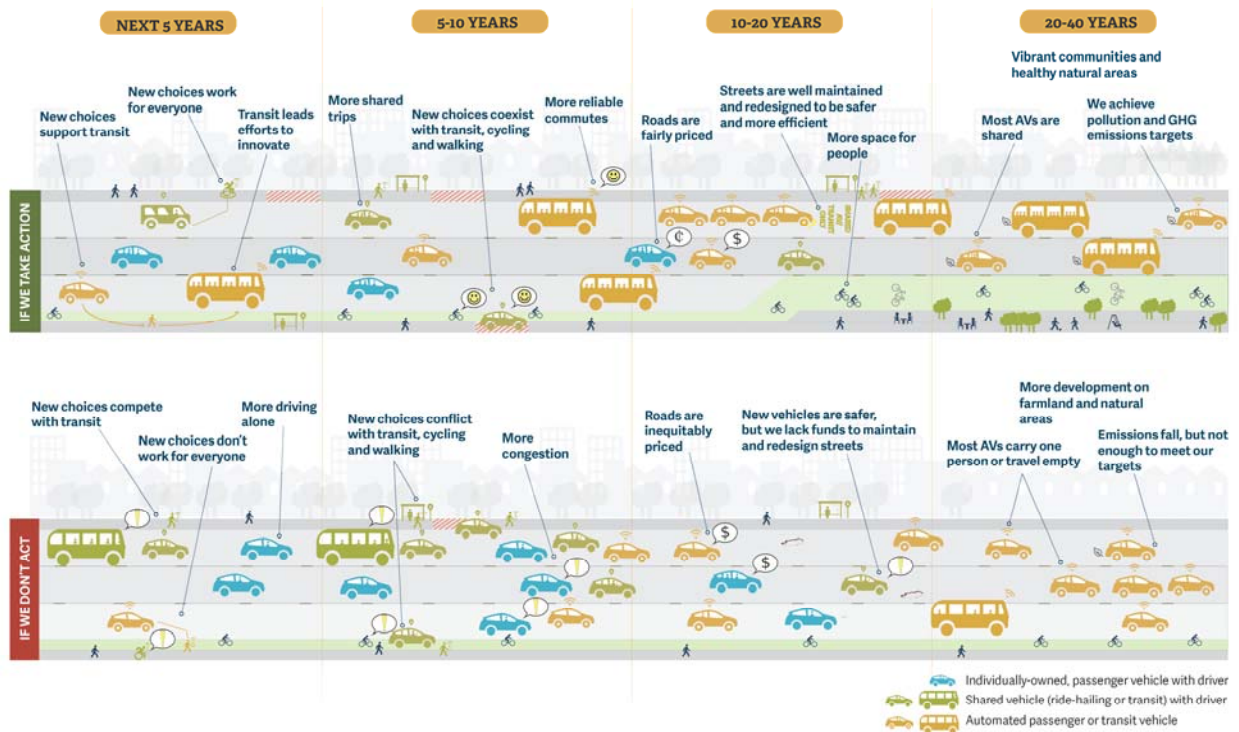 NEXT 5 YEARS
5-10 YEARS
10-20 YEARS
20-40 YEARS
IF WE TAKE ACTION
New choices
support transit
New choices work
for everyone
Transit leads
efforts to
innovate
More shared
trips
New choices coexist
with transit, cycling
and walking
More reliable
commutes
Roads are
fairly priced
Streets are well maintained
and redesigned to be safer
and more efficient
More space for
people
Vibrant communities and
healthy natural areas
Most AVs are
shared
We achieve
pollution and GHG
emissions targets
¢
$
SHARED
AV/
TRANSIT
ONLY
IF WE DON'T ACT
New choices compete
with transit
New choices don't
work for everyone
More driving
alone
New choices conflict
with transit, cycling
and walking
More
congestion
Roads are
inequitably
priced
New vehicles are safer,
but we lack funds to maintain
and redesign streets
More development on
farmland and natural
areas
Most AVs carry one
person or travel empty
Emissions fall, but not
enough to meet our
targets
!
!
!
!
!
!
!
$
$
Individually-owned, passenger vehicle with driver
Shared vehicle (ride-hailing or transit) with driver
Automated passenger or transit vehicle